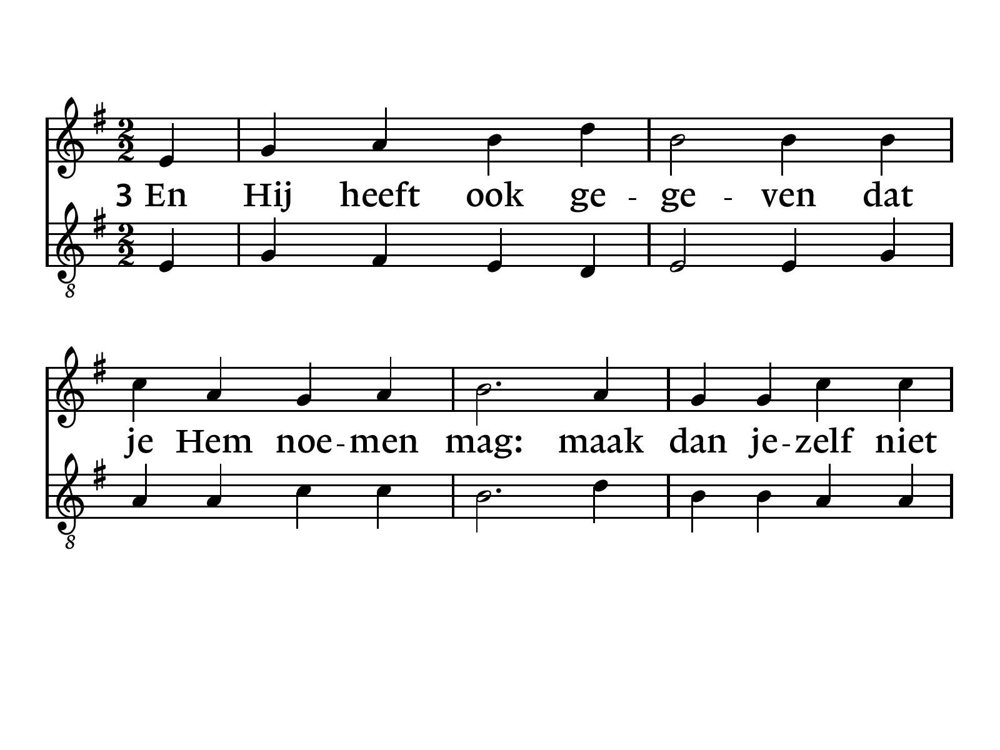 3 En Hij heeft ook ge - ge - ven dat
je Hem noe - men mag: maak dan je - zelf niet